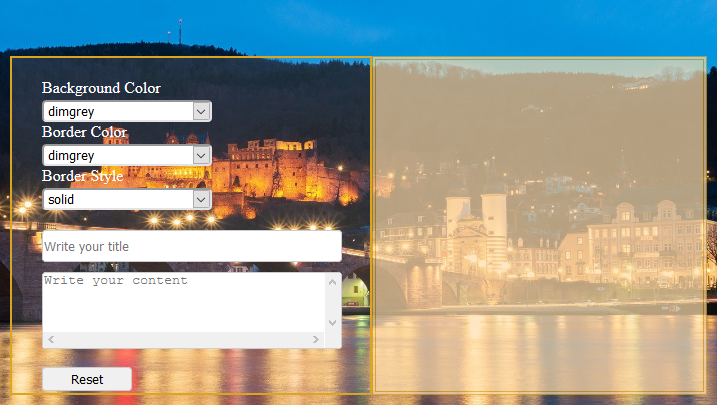 Background Color
dimgrey
Border Color
dimgrey
Border Style
solid
Write your title
Write your content
Reset